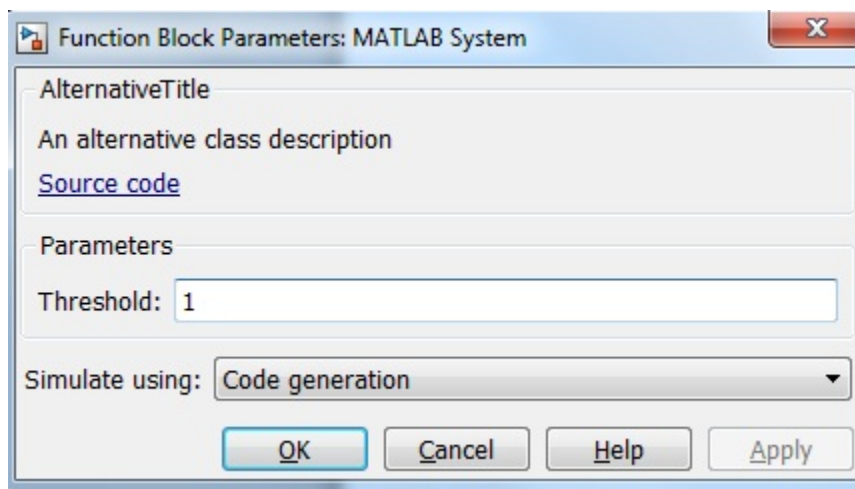 Function Block Parameters: MATLAB System
AlternativeTitle
An alternative class description
Source code
Parameters
Threshold: 1
Simulate using: Code generation
OK Cancel Help Apply